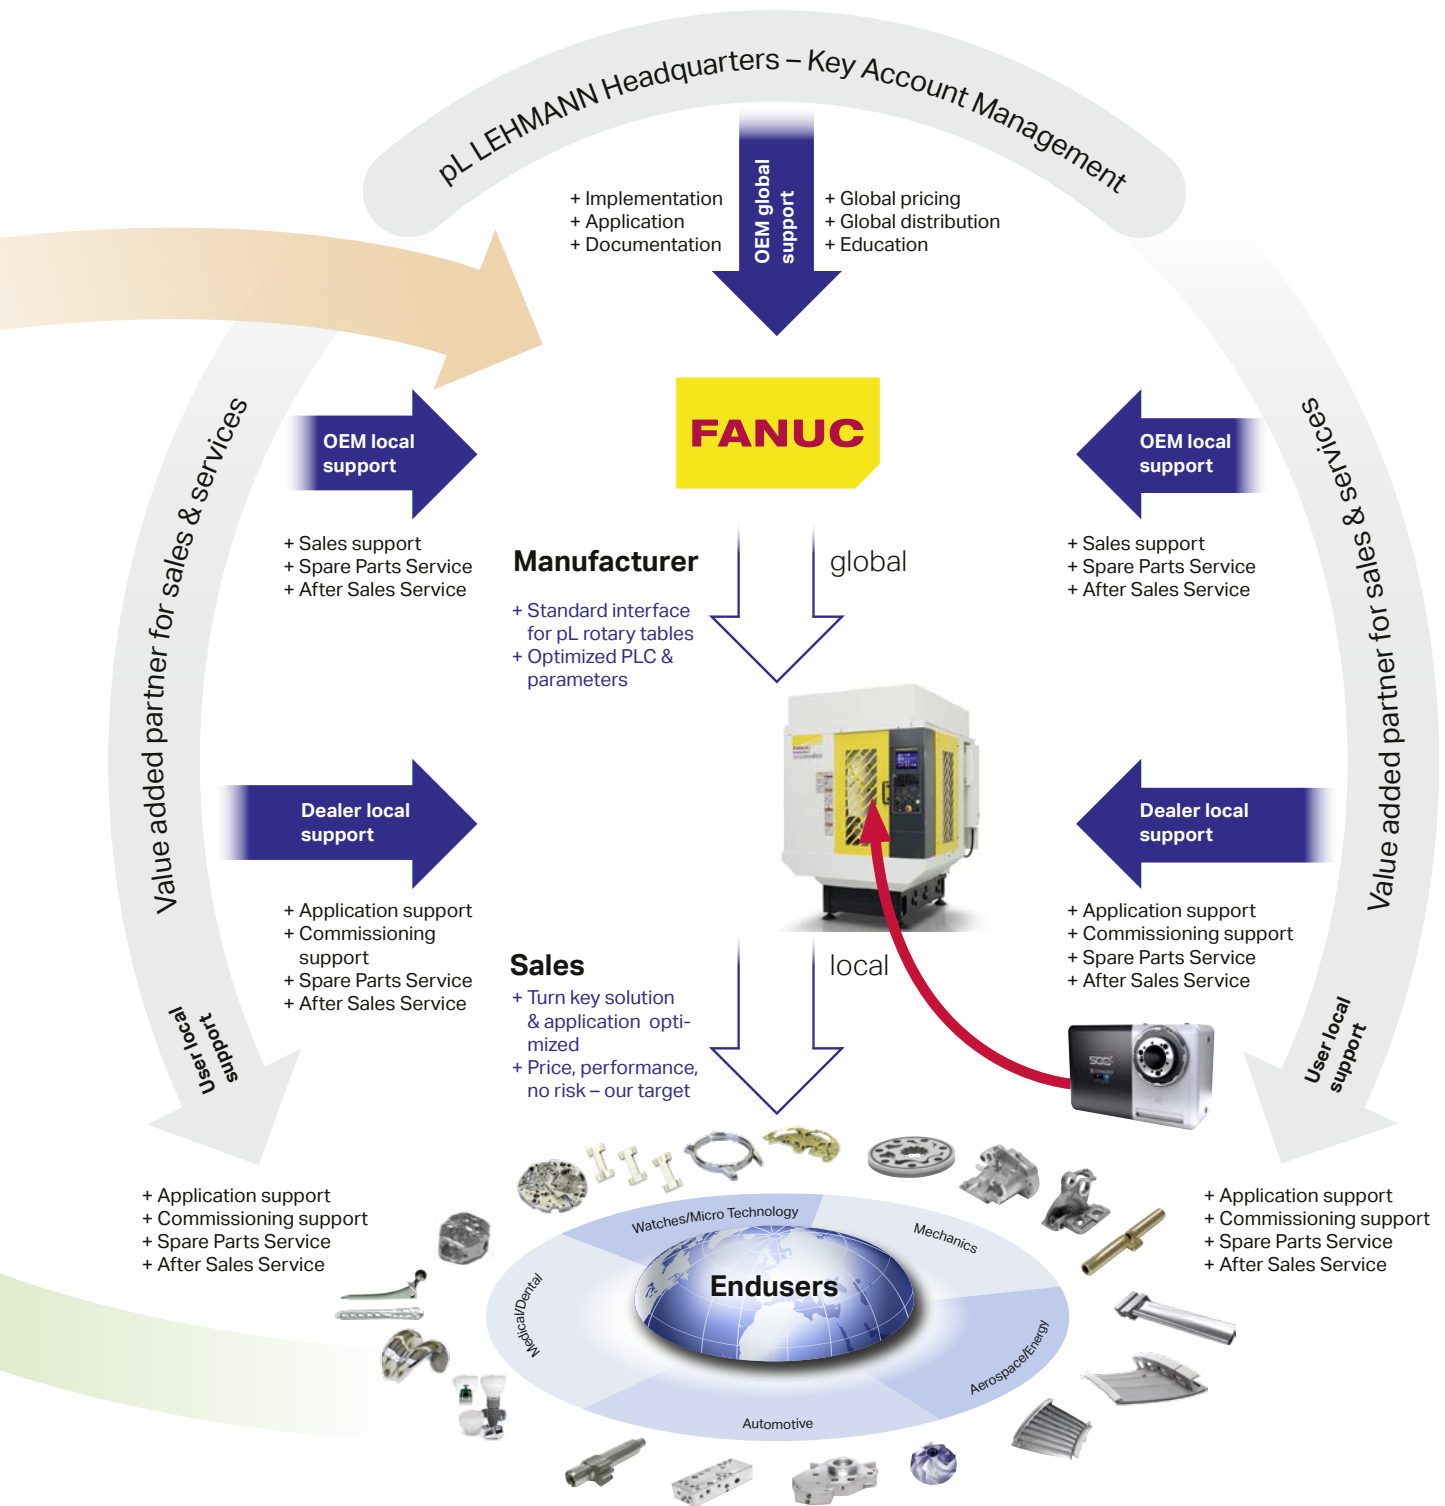 pL LEHMANN Headquarters – Key Account Management
OEM global
support
+ Implementation
+ Application
+ Documentation
+ Global pricing
+ Global distribution
+ Education
FANUC
Value added partner for sales & services
Value added partner for sales & services
OEM local
support
+ Sales support
+ Spare Parts Service
+ After Sales Service
OEM local
support
+ Sales support
+ Spare Parts Service
+ After Sales Service
Manufacturer
global
+ Standard interface
for pL rotary tables
+ Optimized PLC &
parameters
FANUC
Dealer local
support
+ Application support
+ Commissioning
support
+ Spare Parts Service
+ After Sales Service
Dealer local
support
+ Application support
+ Commissioning support
+ Spare Parts Service
+ After Sales Service
Sales
local
+ Turn key solution
& application opti-
mized
+ Price, performance,
no risk – our target
User local
support
User local
support
+ Application support
+ Commissioning support
+ Spare Parts Service
+ After Sales Service
+ Application support
+ Commissioning support
+ Spare Parts Service
+ After Sales Service
Watches/Micro Technology
Mechanics
Medical/Dental
Endusers
Aerospace/Energy
Automotive